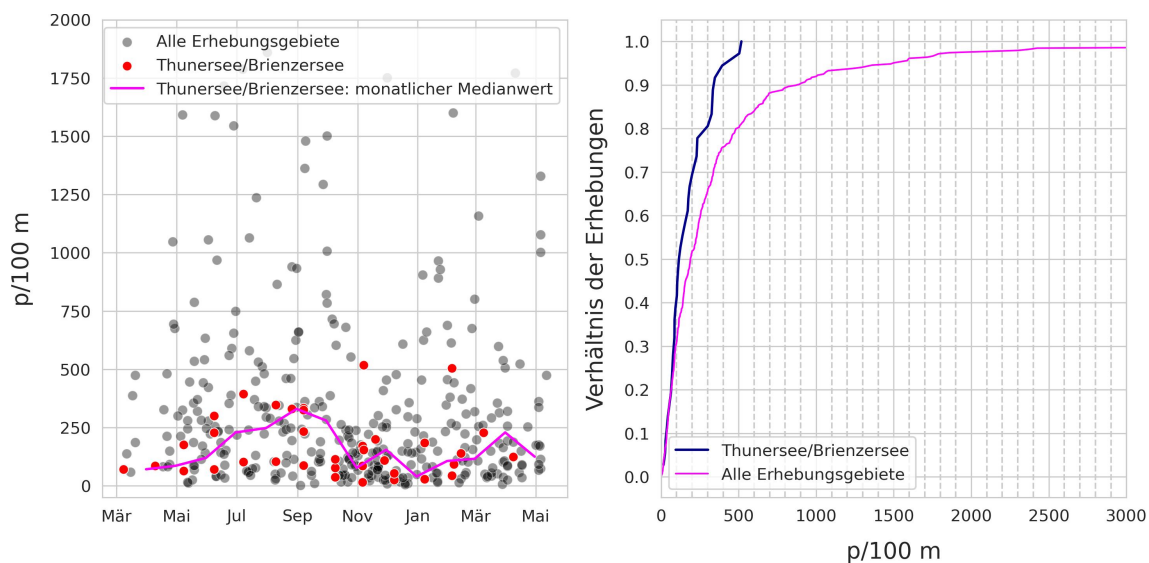 2000
1750
1500
1250
1000
750
500
250
0
p/100 m
Alle Erhebungsgebiete
Thunersee/Brienzersee
Thunersee/Brienzersee: monatlicher Medianwert
Mär Mai Jul Sep Nov Jan Mär Mai
Verhältnis der Erhebungen
1.0
0.9
0.8
0.7
0.6
0.5
0.4
0.3
0.2
0.1
0.0
Thunersee/Brienzersee
Alle Erhebungsgebiete
0 500 1000 1500 2000 2500 3000
p/100 m